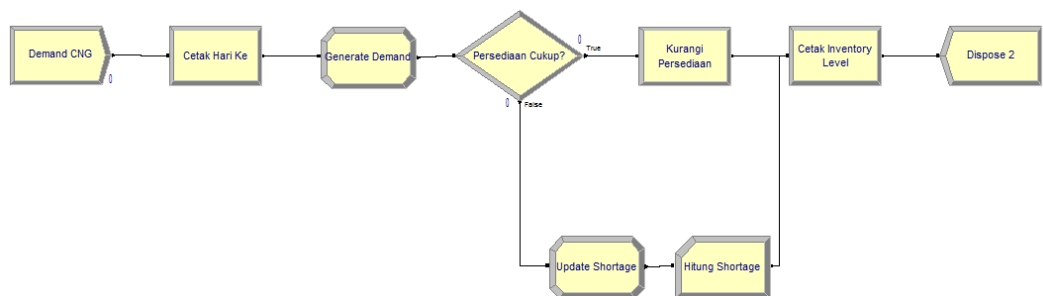 Demand CNG
Cetak Hari Ke
Generate Demand
Persediaan Cukup?
0
True
0
False
Kurangi
Persediaan
Cetak Inventory
Level
Dispose 2
0
Update Shortage
Hitung Shortage